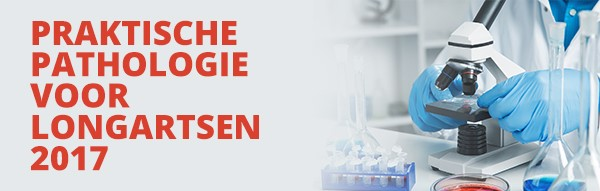 PRAKTISCHE
PATHOLOGIE
VOOR
LONGARTSEN
2017